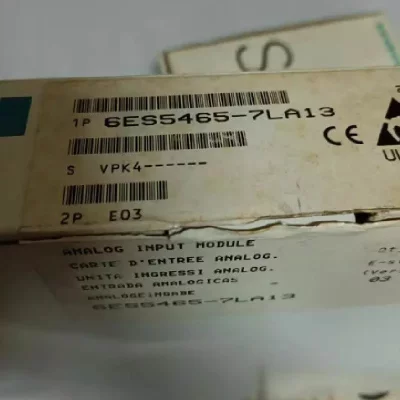 S
1P 6ES5465-7LA13
CE
S VPK4------
2P E03
ANALOG INPUT MODULE
CARTE D'ENTREE ANALOG.
UNITA INGRESSI ANALOG.
ENTRADA ANALOGICAS
ANALOGEINGABE
6ES5465-7LA13
03